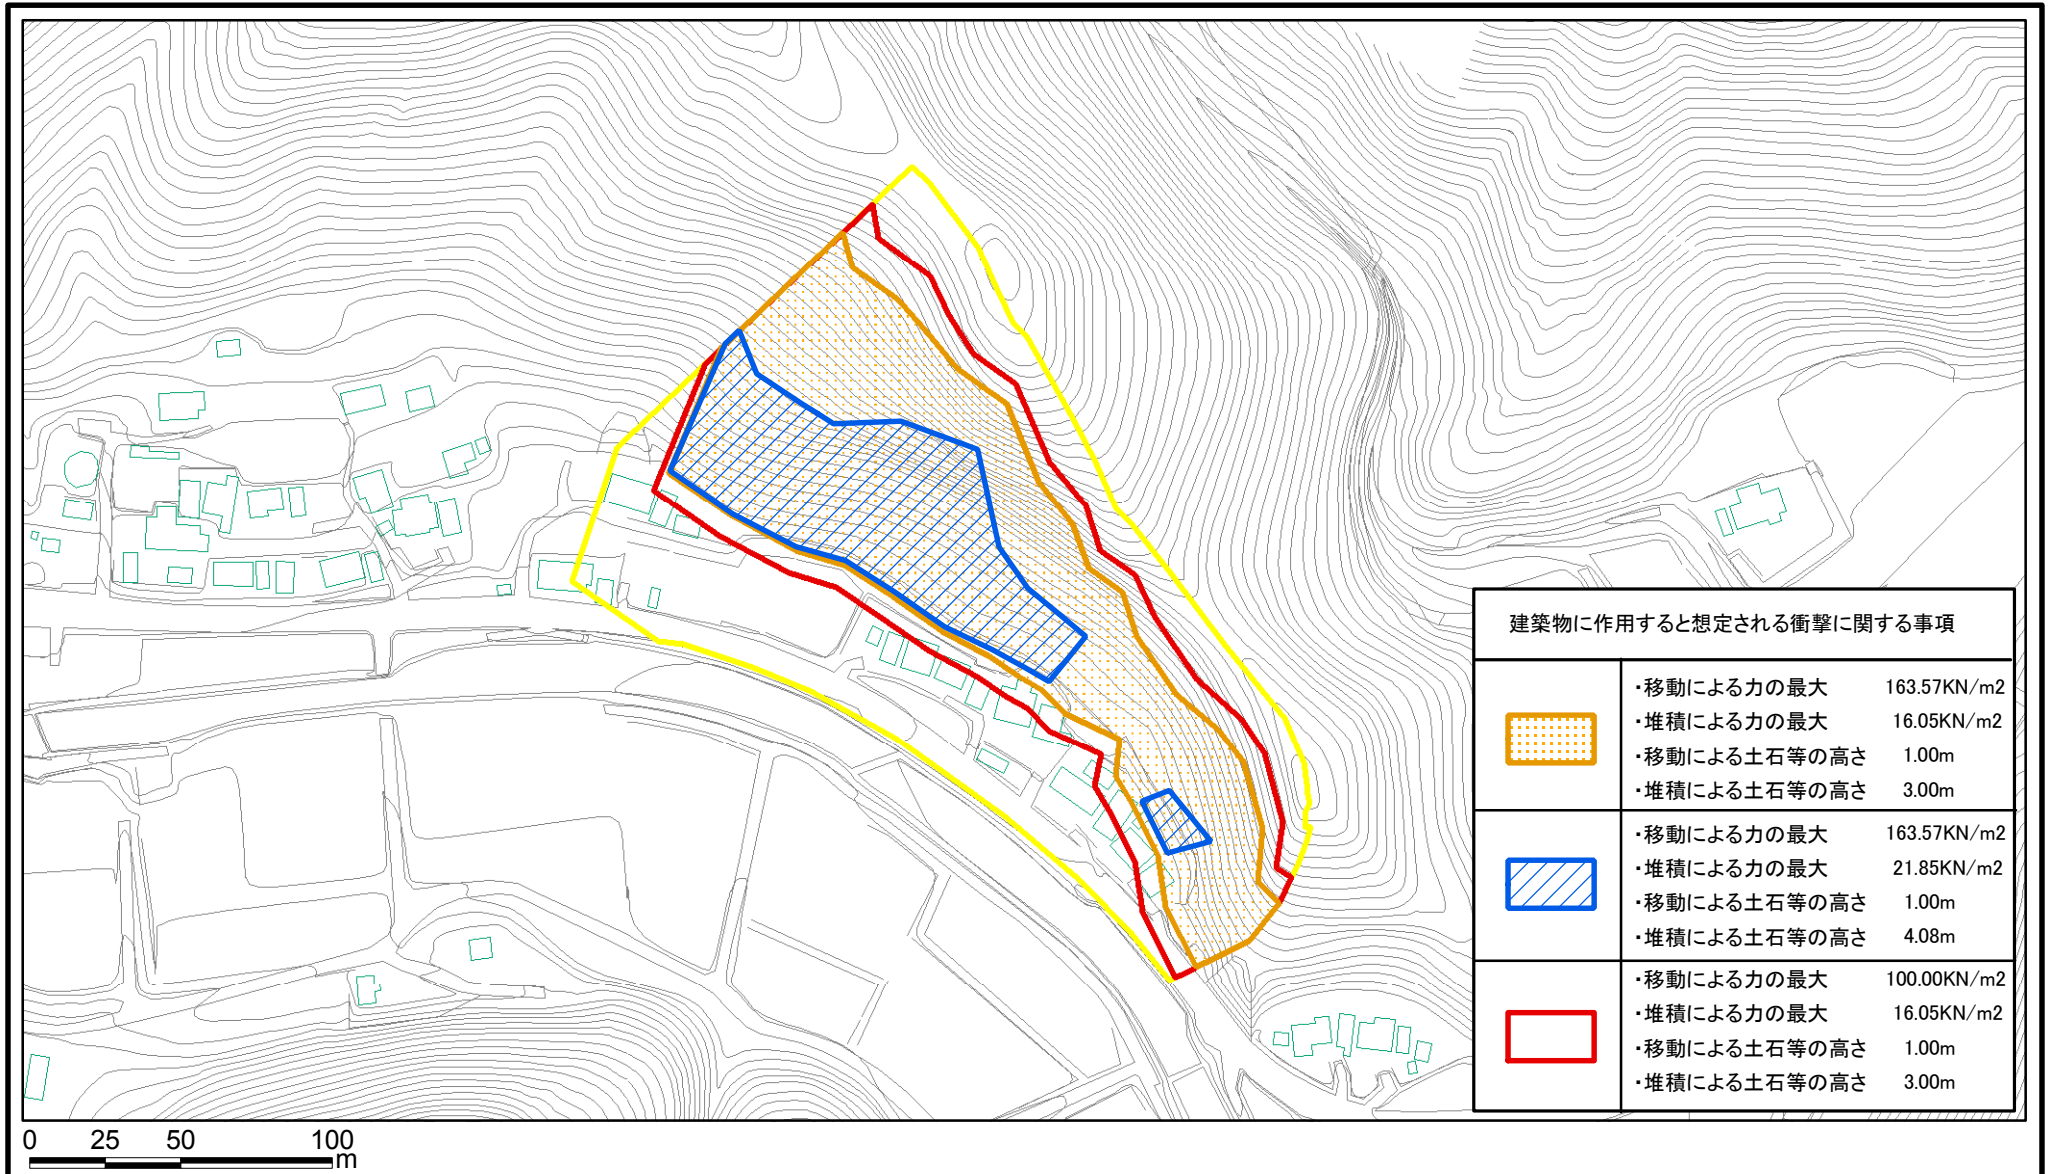 建築物に作用すると想定される衝撃に関する事項
・移動による力の最大 163.57KN/m2
・堆積による力の最大 16.05KN/m2
・移動による土石等の高さ 1.00m
・堆積による土石等の高さ 3.00m
・移動による力の最大 163.57KN/m2
・堆積による力の最大 21.85KN/m2
・移動による土石等の高さ 1.00m
・堆積による土石等の高さ 4.08m
・移動による力の最大 100.00KN/m2
・堆積による力の最大 16.05KN/m2
・移動による土石等の高さ 1.00m
・堆積による土石等の高さ 3.00m
0 25 50 100
m